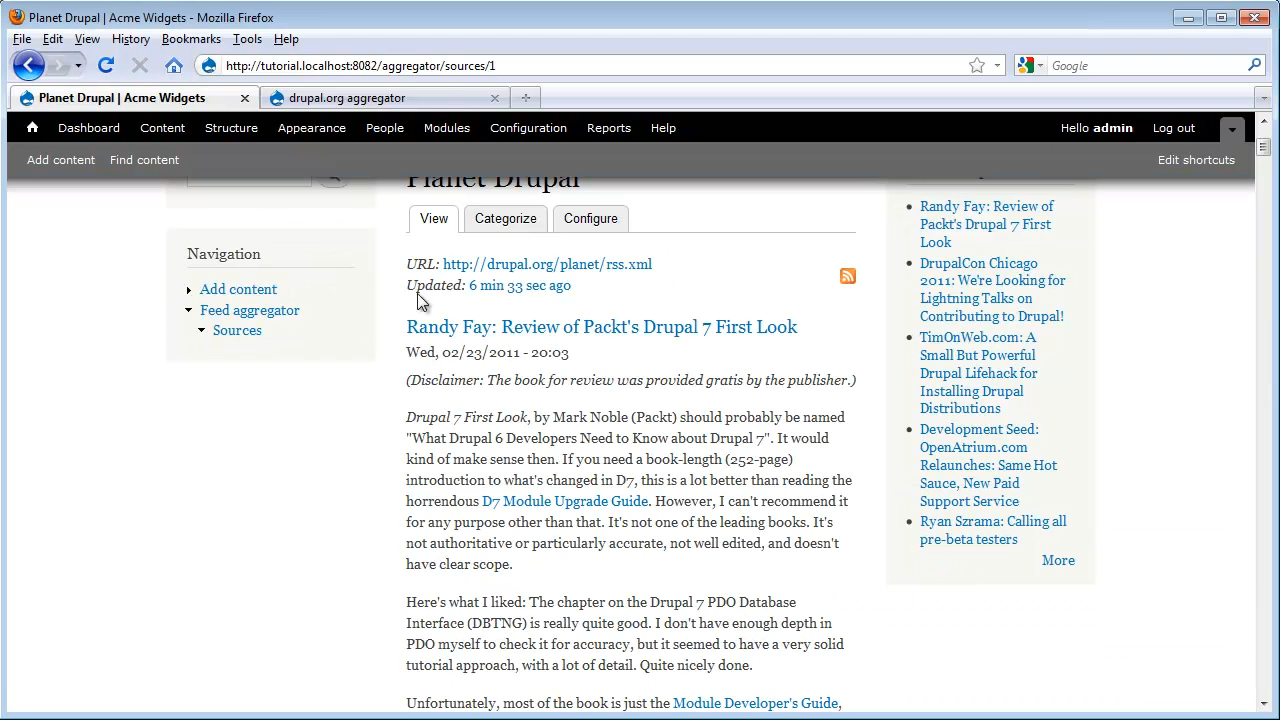 Planet Drupal | Acme Widgets - Mozilla Firefox
File Edit View History Bookmarks Tools Help
http://tutorial.localhost:8082/aggregator/sources/1
Google
Planet Drupal | Acme Widgets
drupal.org aggregator
Dashboard Content Structure Appearance People Modules Configuration Reports Help
Hello admin Log out
Add content Find content
Edit shortcuts
Navigation
Add content
Feed aggregator
Sources
Planet Drupal
View Categorize Configure
URL: http://drupal.org/planet/rss.xml
Updated: 6 min 33 sec ago
Randy Fay: Review of Packt's Drupal 7 First Look
Wed, 02/23/2011 - 20:03
(Disclaimer: The book for review was provided gratis by the publisher.)
Drupal 7 First Look, by Mark Noble (Packt) should probably be named
"What Drupal 6 Developers Need to Know about Drupal 7". It would
kind of make sense then. If you need a book-length (252-page)
introduction to what's changed in D7, this is a lot better than reading the
horrendous D7 Module Upgrade Guide. However, I can't recommend it
for any purpose other than that. It's not one of the leading books. It's
not authoritative or particularly accurate, not well edited, and doesn't
have clear scope.
Here's what I liked: The chapter on the Drupal 7 PDO Database
Interface (DBTNG) is really quite good. I don't have enough depth in
PDO myself to check it for accuracy, but it seemed to have a very solid
tutorial approach, with a lot of detail. Quite nicely done.
Unfortunately, most of the book is just the Module Developer's Guide,
Randy Fay: Review of
Packt's Drupal 7 First
Look
DrupalCon Chicago
2011: We're Looking for
Lightning Talks on
Contributing to Drupal!
TimOnWeb.com: A
Small But Powerful
Drupal Lifehack for
Installing Drupal
Distributions
Development Seed:
OpenAtrium.com
Relaunches: Same Hot
Sauce, New Paid
Support Service
Ryan Szrama: Calling all
pre-beta testers
More